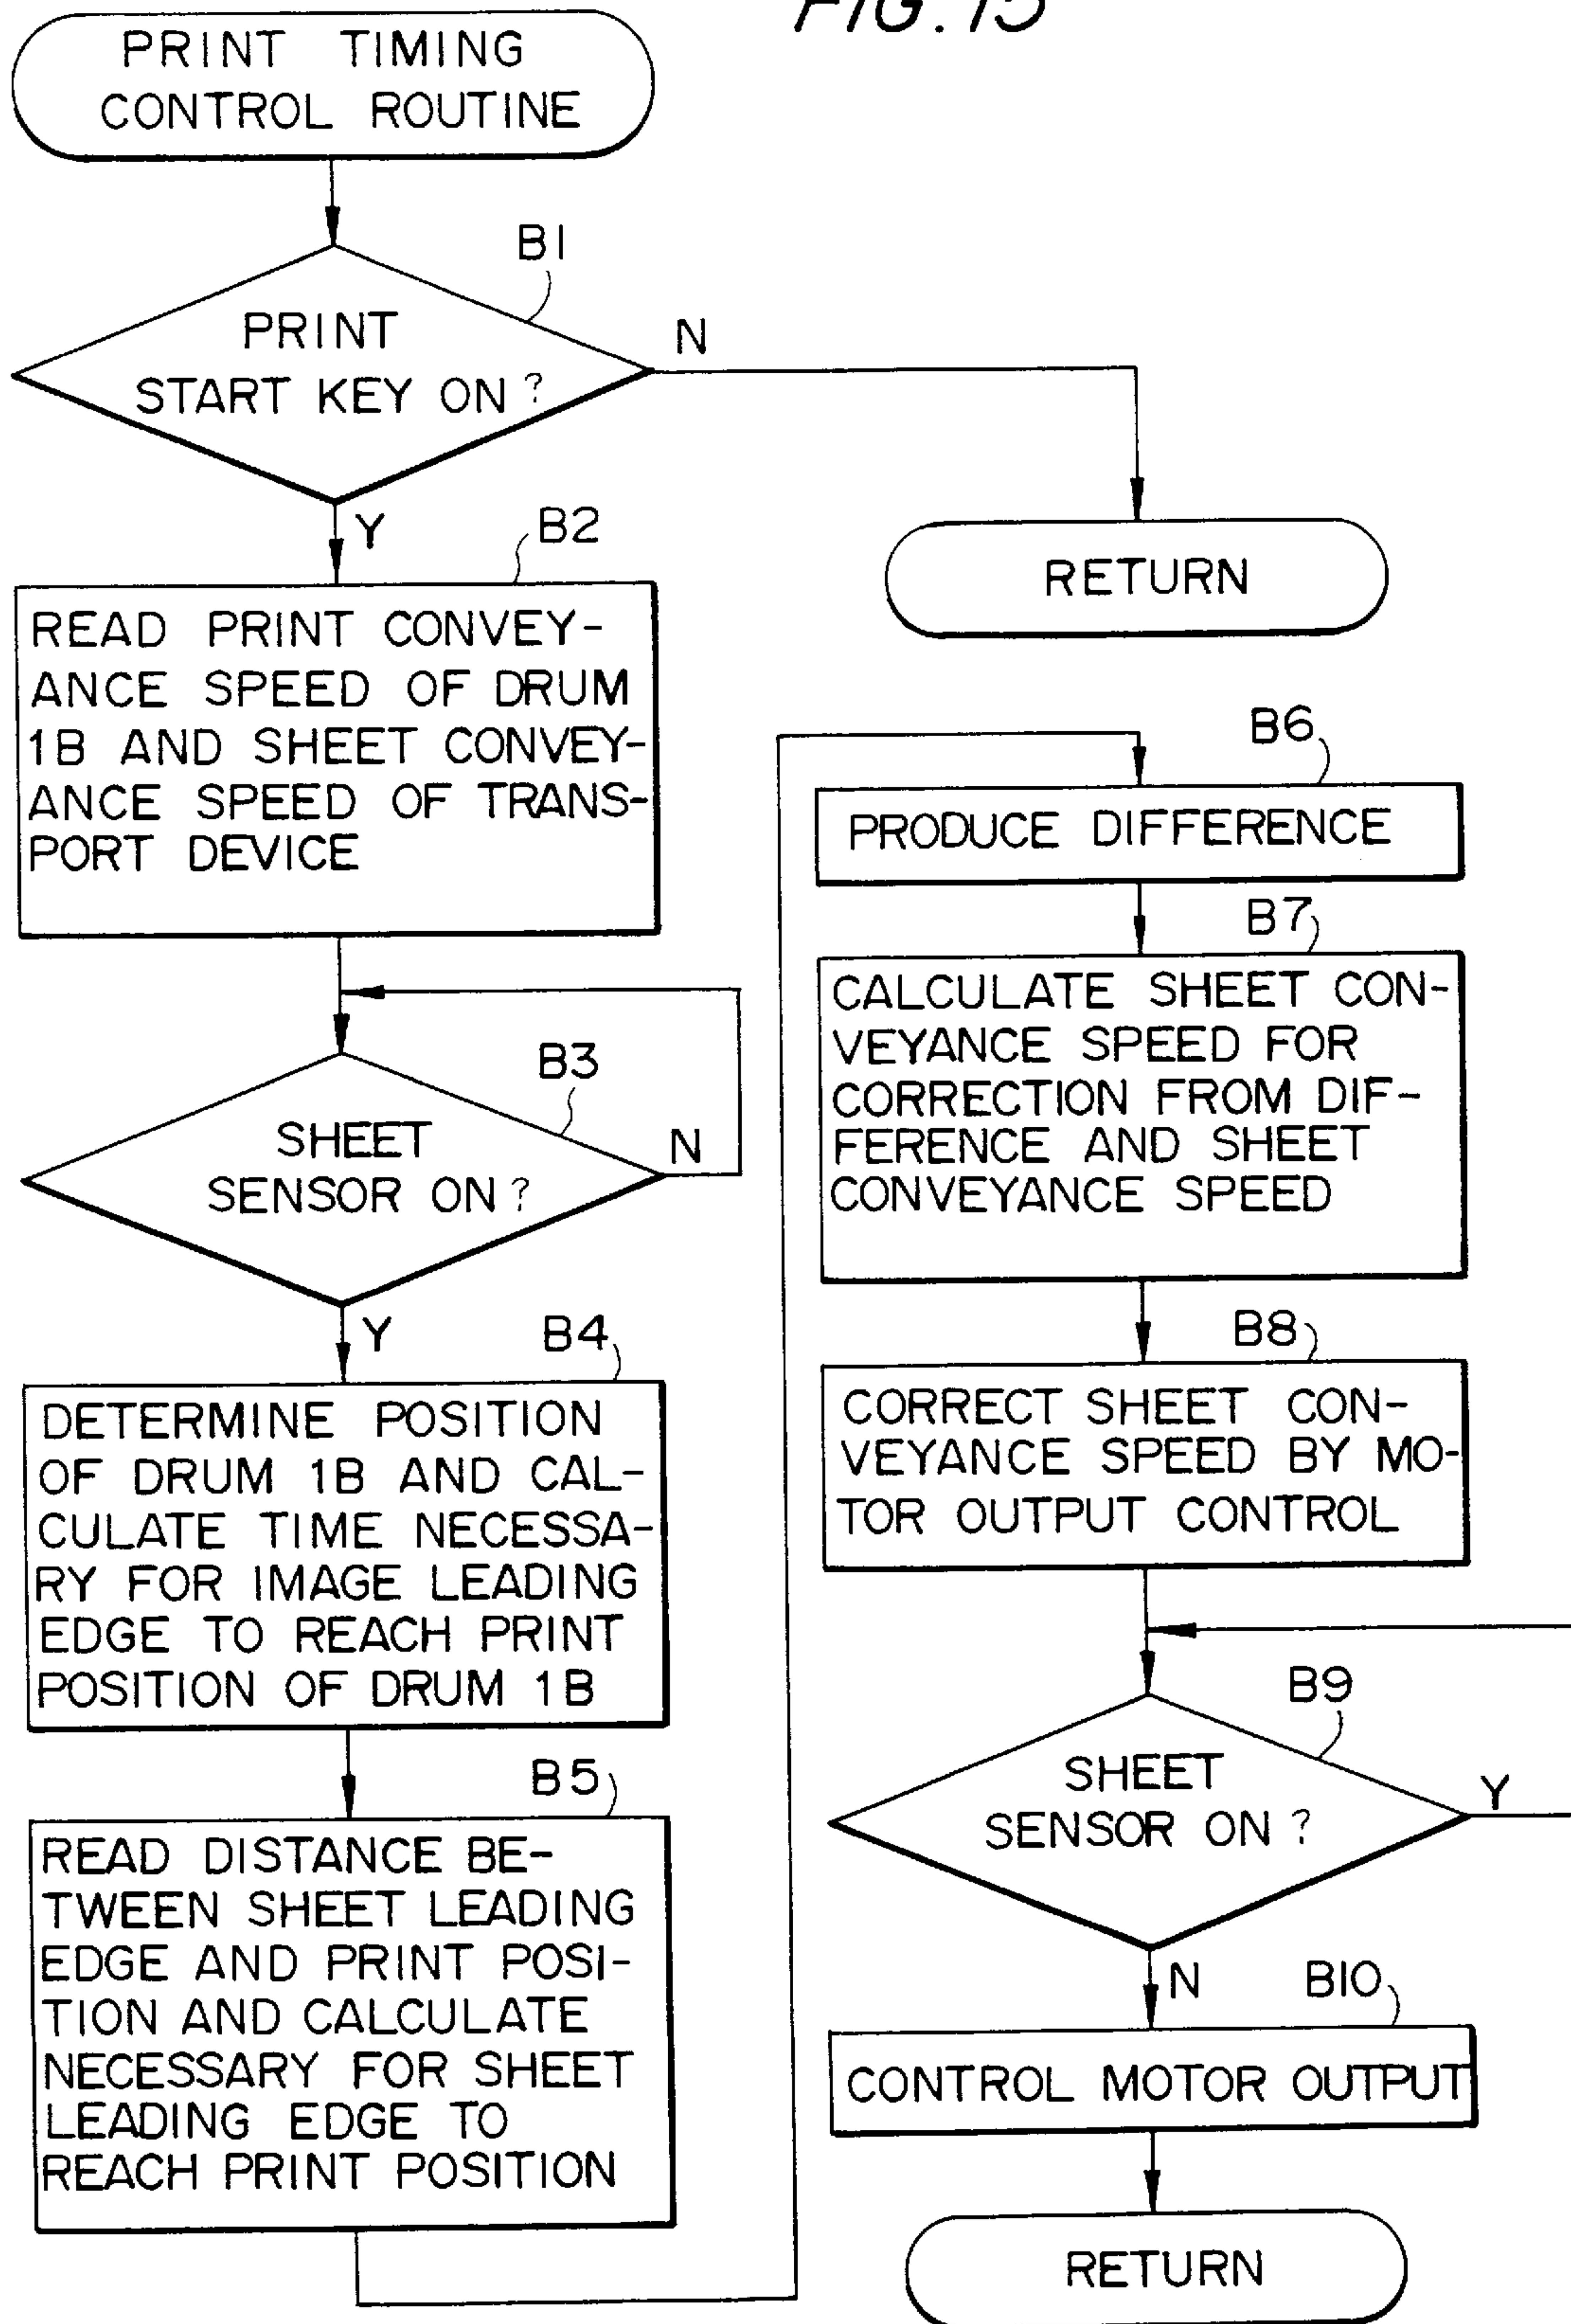 FIG. 15
PRINT TIMING
CONTROL ROUTINE
B1
PRINT
START KEY ON ?
N
Y
RETURN
B2
READ PRINT CONVEY-
ANCE SPEED OF DRUM
1B AND SHEET CONVEY-
ANCE SPEED OF TRANS-
PORT DEVICE
B3
SHEET
SENSOR ON ?
N
Y
B4
DETERMINE POSITION
OF DRUM 1B AND CAL-
CULATE TIME NECESSA-
RY FOR IMAGE LEADING
EDGE TO REACH PRINT
POSITION OF DRUM 1B
B5
READ DISTANCE BE-
TWEEN SHEET LEADING
EDGE AND PRINT POSI-
TION AND CALCULATE
NECESSARY FOR SHEET
LEADING EDGE TO
REACH PRINT POSITION
B6
PRODUCE DIFFERENCE
B7
CALCULATE SHEET CON-
VEYANCE SPEED FOR
CORRECTION FROM DIF-
FERENCE AND SHEET
CONVEYANCE SPEED
B8
CORRECT SHEET CON-
VEYANCE SPEED BY MO-
TOR OUTPUT CONTROL
B9
SHEET
SENSOR ON ?
Y
N
B10
CONTROL MOTOR OUTPUT
RETURN